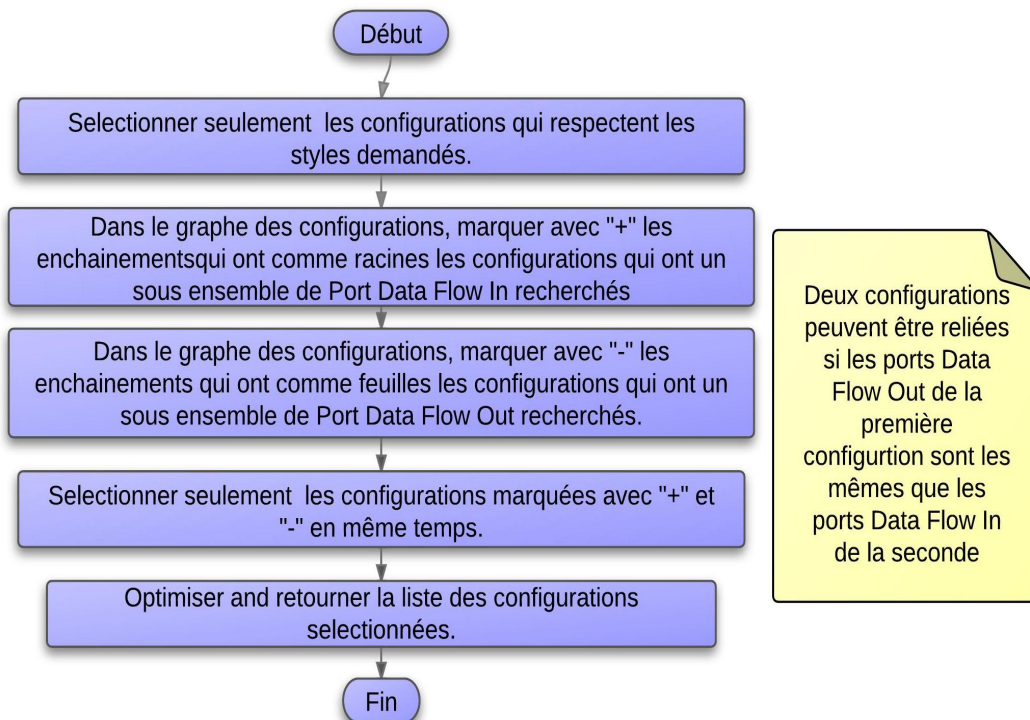 Début
Selectionner seulement  les configurations qui respectent les
styles demandés.
Dans le graphe des configurations, marquer avec "+" les
enchainementsqui ont comme racines les configurations qui ont un
sous ensemble de Port Data Flow In recherchés
Dans le graphe des configurations, marquer avec "-" les
enchainements qui ont comme feuilles les configurations qui ont un
sous ensemble de Port Data Flow Out recherchés.
Selectionner seulement  les configurations marquées avec "+" et
"-" en même temps.
Optimiser and retourner la liste des configurations
selectionnées.
Fin
Deux configurations
peuvent être reliées
si les ports Data
Flow Out de la
première
configurtion sont les
mêmes que les
ports Data Flow In
de la seconde